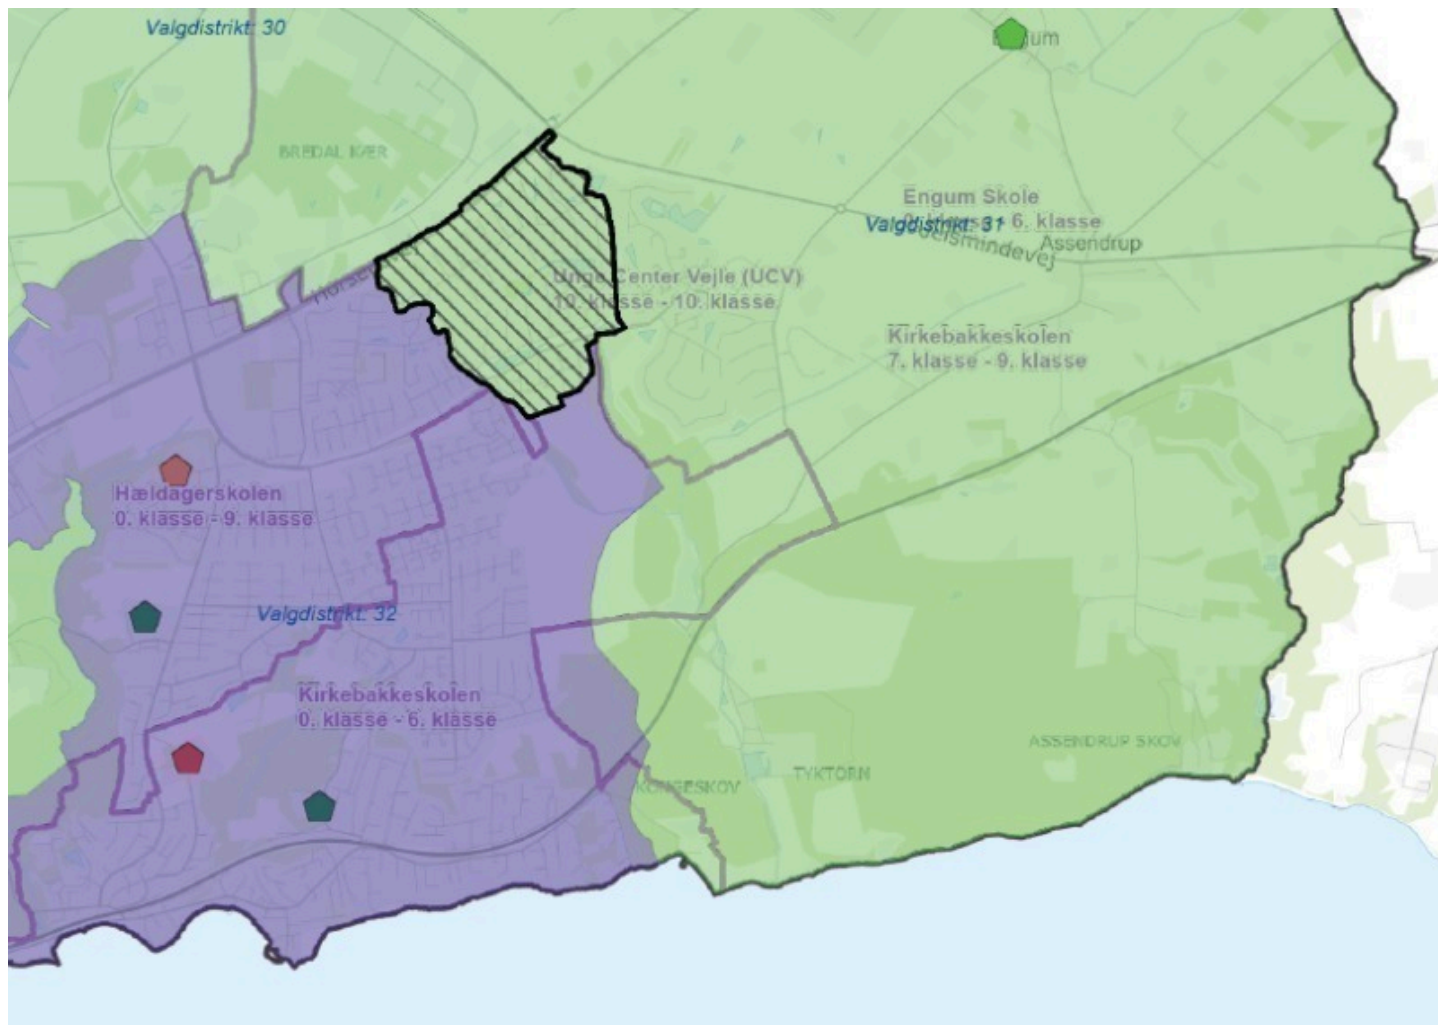 Valgdistrikt: 30
BREDAL KÆR
Engum Skole
6. klasse
Valgdistrikt: 31
Assendrup
Unge Center Vejle (UCV)
10. klasse - 10. klasse
Kirkebakkeskolen
7. klasse - 9. klasse
Hældagerskolen
0. klasse - 9. klasse
Valgdistrikt: 32
Kirkebakkeskolen
0. klasse - 6. klasse
ASSENDRUP SKOV
TYKTORN
KONGESKOV